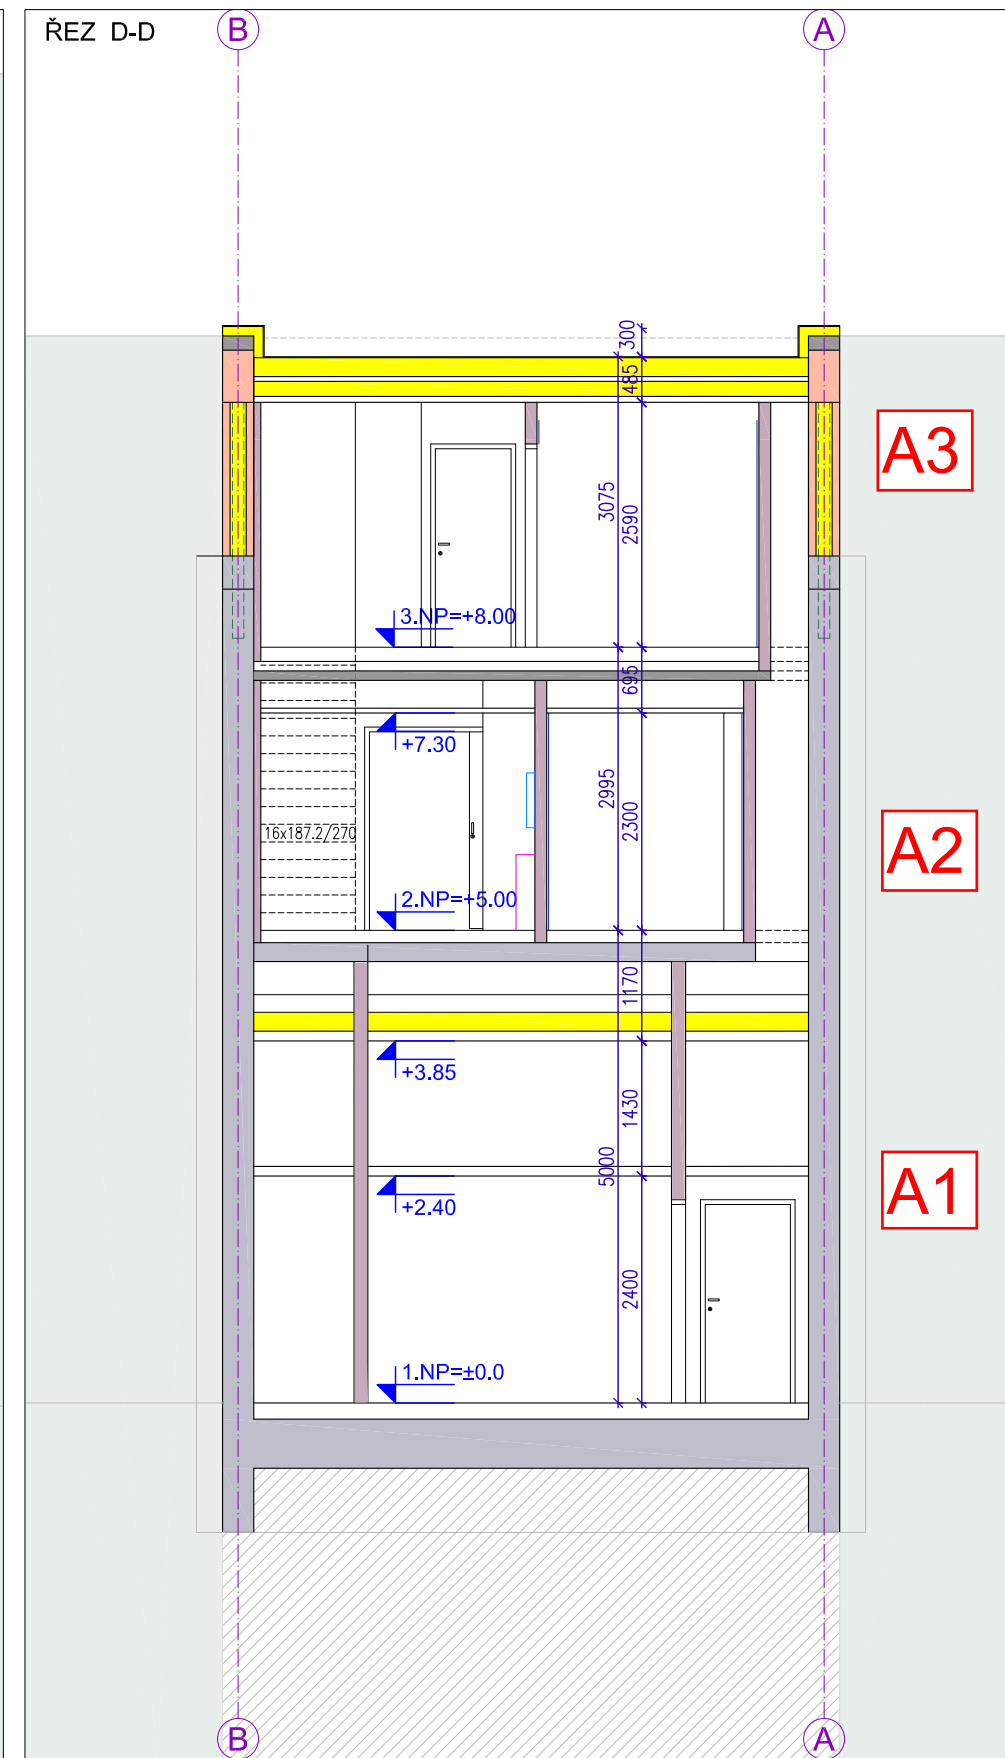 ŘEZ D-D
B
A
300
485
A3
3075
2590
3.NP=+8.00
695
+7.30
2995
2300
16x187.2/270
A2
2.NP=+5.00
1170
+3.85
1430
5000
A1
+2.40
2400
1.NP=±0.0
B
A